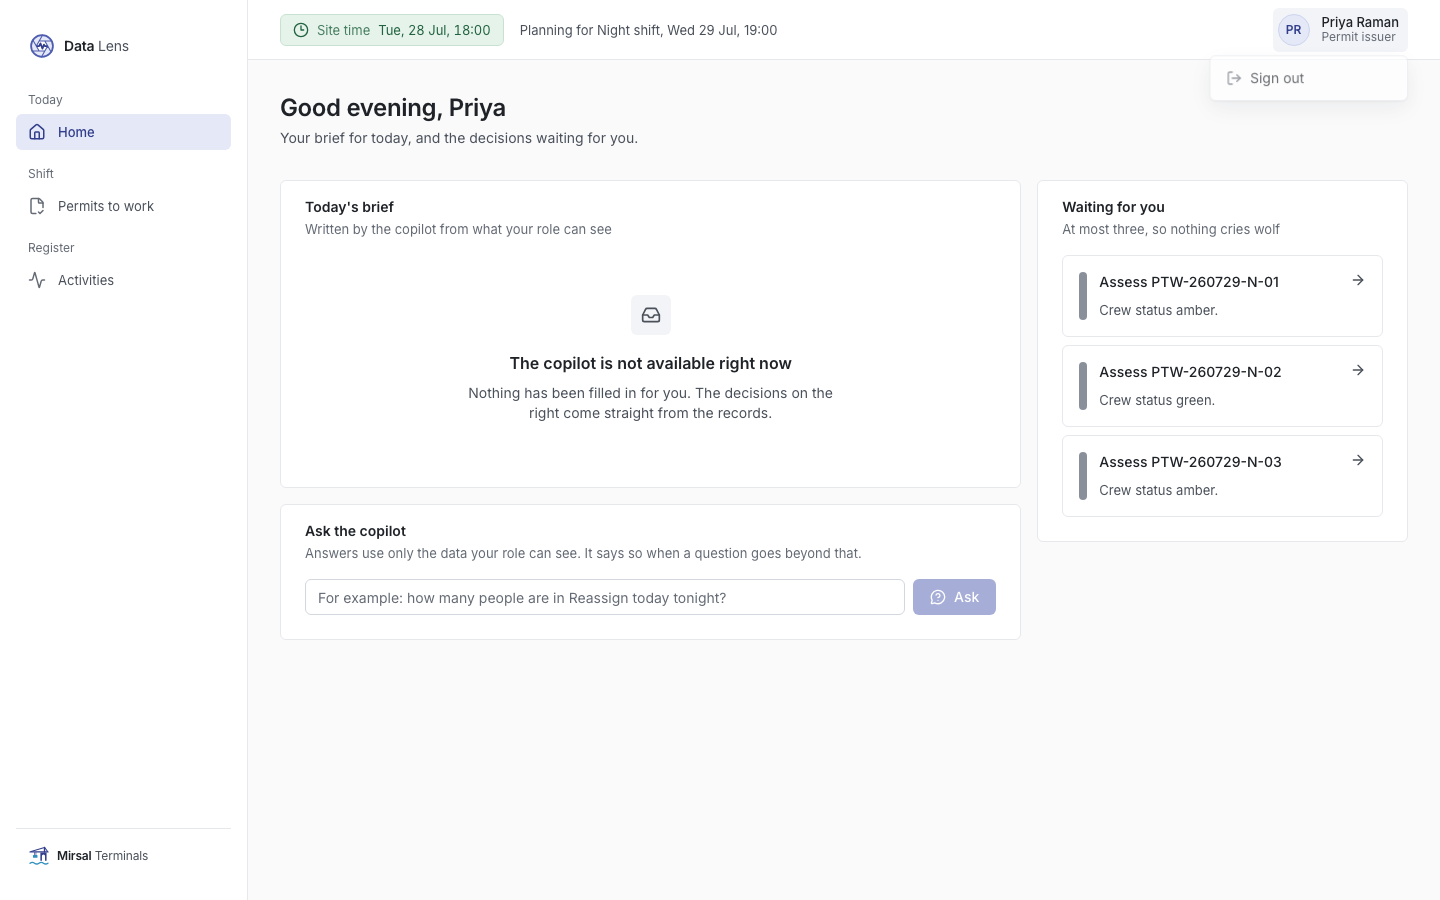 Data Lens
Today
Home
Shift
Permits to work
Register
Activities
Mirsal Terminals
Site time Tue, 28 Jul, 18:00
Planning for Night shift, Wed 29 Jul, 19:00
PR
Priya Raman
Permit issuer
Sign out
Good evening, Priya
Your brief for today, and the decisions waiting for you.
Today's brief
Written by the copilot from what your role can see
The copilot is not available right now
Nothing has been filled in for you. The decisions on the
right come straight from the records.
Ask the copilot
Answers use only the data your role can see. It says so when a question goes beyond that.
For example: how many people are in Reassign today tonight?
Ask
Waiting for you
At most three, so nothing cries wolf
Assess PTW-260729-N-01
Crew status amber.
Assess PTW-260729-N-02
Crew status green.
Assess PTW-260729-N-03
Crew status amber.